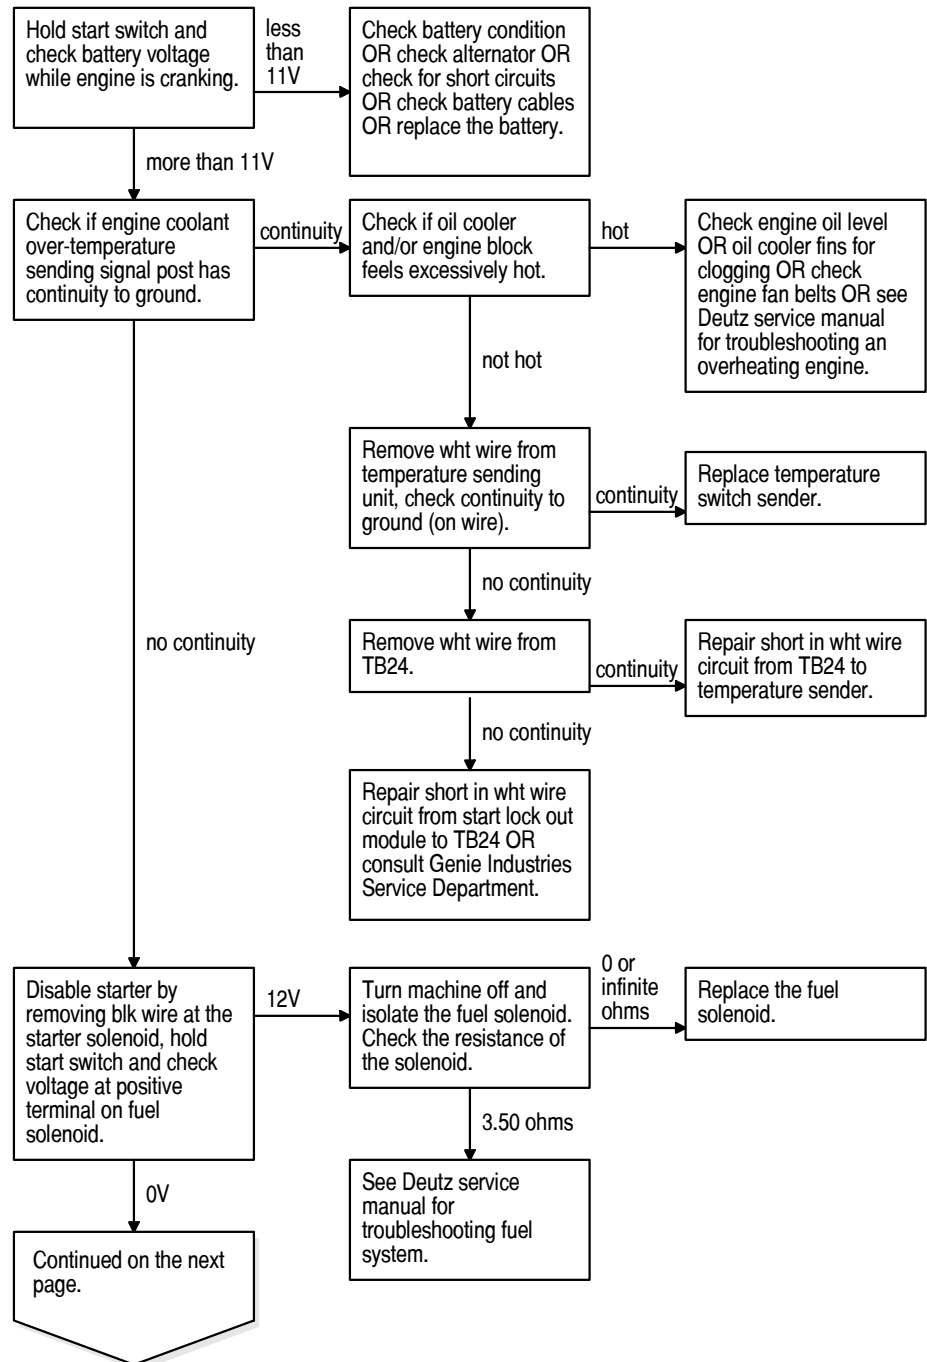 Hold start switch and
check battery voltage
while engine is cranking.
less
than
11V
Check battery condition
OR check alternator OR
check for short circuits
OR check battery cables
OR replace the battery.
more than 11V
Check if engine coolant
over-temperature
sending signal post has
continuity to ground.
continuity
Check if oil cooler
and/or engine block
feels excessively hot.
hot
Check engine oil level
OR oil cooler fins for
clogging OR check
engine fan belts OR see
Deutz service manual
for troubleshooting an
overheating engine.
not hot
Remove wht wire from
temperature sending
unit, check continuity to
ground (on wire).
continuity
Replace temperature
switch sender.
no continuity
no continuity
Remove wht wire from
TB24.
continuity
Repair short in wht wire
circuit from TB24 to
temperature sender.
no continuity
Repair short in wht wire
circuit from start lock out
module to TB24 OR
consult Genie Industries
Service Department.
Disable starter by
removing blk wire at the
starter solenoid, hold
start switch and check
voltage at positive
terminal on fuel
solenoid.
12V
Turn machine off and
isolate the fuel solenoid.
Check the resistance of
the solenoid.
0 or
infinite
ohms
Replace the fuel
solenoid.
3.50 ohms
See Deutz service
manual for
troubleshooting fuel
system.
0V
Continued on the next
page.